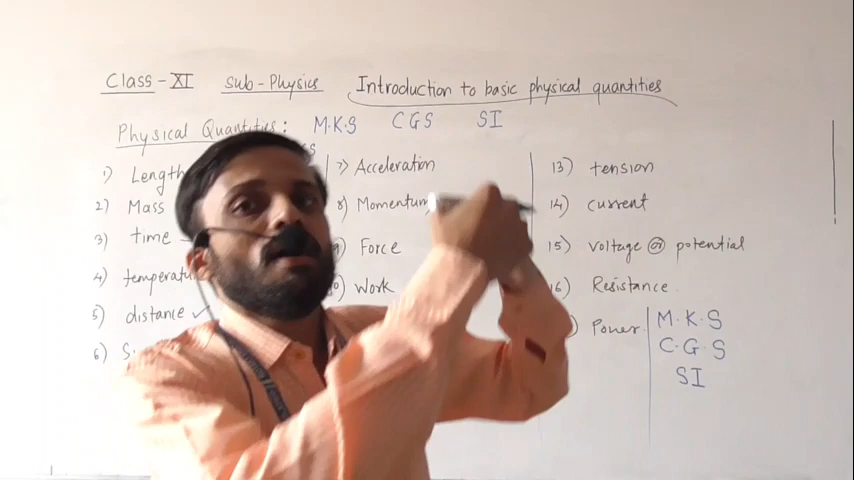 Class-XI Sub-Physics Introduction to basic physical quantities
Physical Quantities: M.K.S CGS SI
1) Length
2) Mass
3) time
4) temperatu
5) distance ✓
6) S
7) Acceleration
8) Momentum
9) Force
0) Work
13) tension
14) current
15) voltage or potential
16) Resistance
) Power
M.K.S
C.G.S
SI